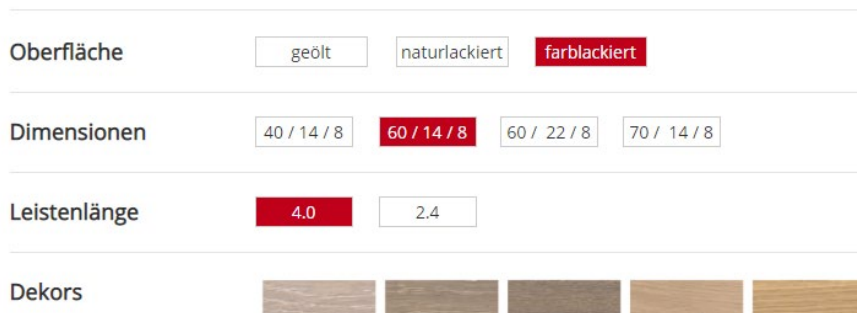 Oberfläche geölt naturlackiert farblackiert
Dimensionen 40 / 14 / 8 60 / 14 / 8 60 / 22 / 8 70 / 14 / 8
Leistenlänge 4.0 2.4
Dekors